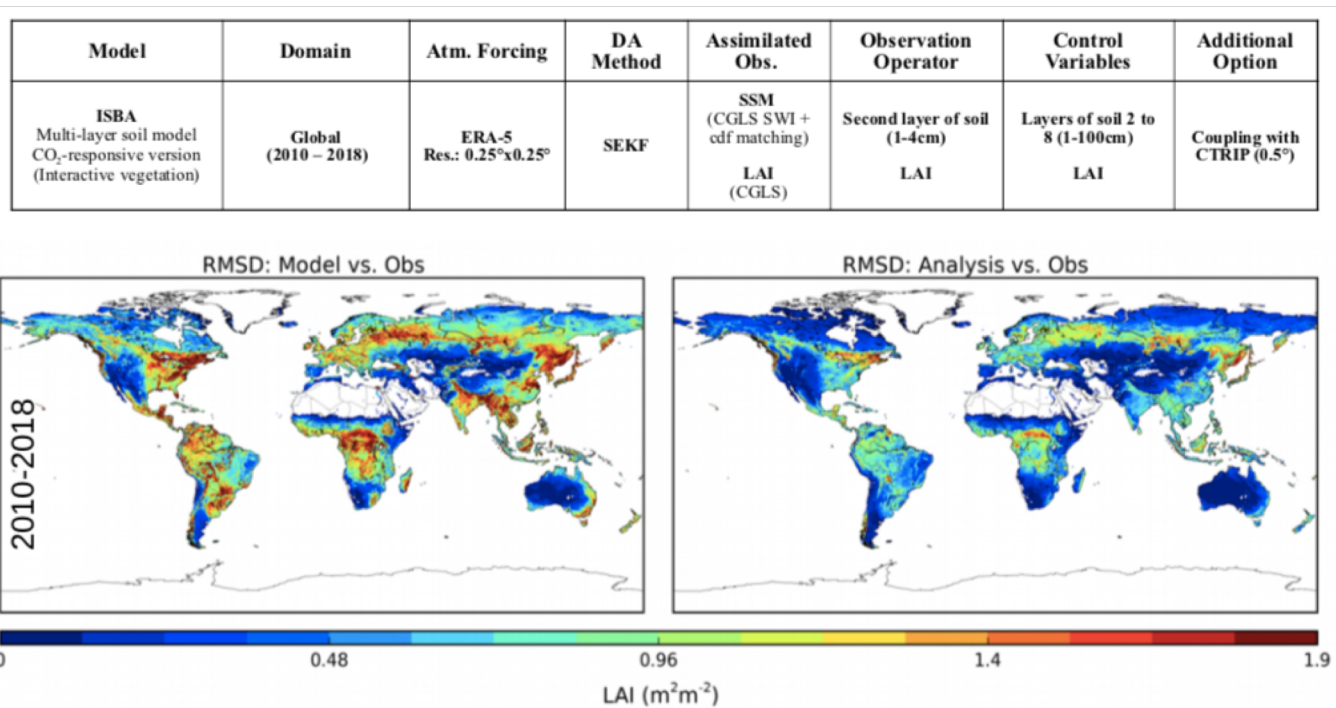 Model
Domain
Atm. Forcing
DA
Method
Assimilated
Obs.
Observation
Operator
Control
Variables
Additional
Option
ISBA
Multi-layer soil model
CO₂-responsive version
(Interactive vegetation)
Global
(2010 – 2018)
ERA-5
Res.: 0.25°x0.25°
SEKF
SSM
(CGLS SWI +
cdf matching)
LAI
(CGLS)
Second layer of soil
(1-4cm)
LAI
Layers of soil 2 to
8 (1-100cm)
LAI
Coupling with
CTRIP (0.5°)
RMSD: Model vs. Obs
RMSD: Analysis vs. Obs
2010-2018
0 0.48 0.96 1.4 1.9
LAI (m²m⁻²)